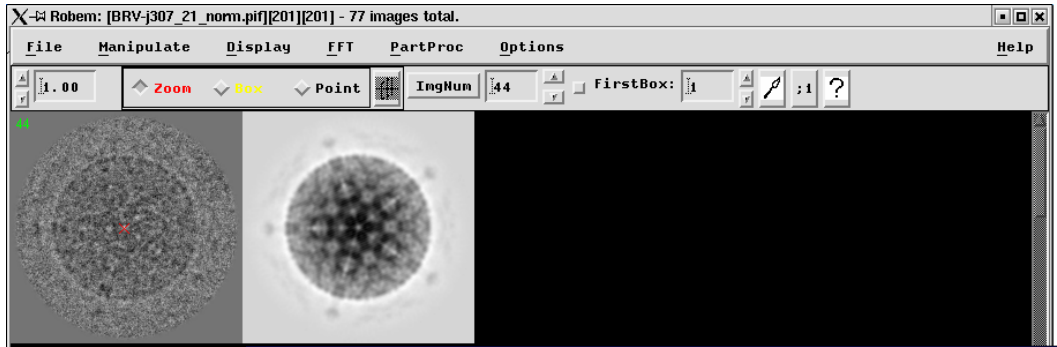 Robem: [BRV-j307_21_norm.pif][201][201] - 77 images total.
File Manipulate Display FFT PartProc Options Help
1.00 Zoom Box Point ImgNum 44 FirstBox: 1 ;1 ?
44